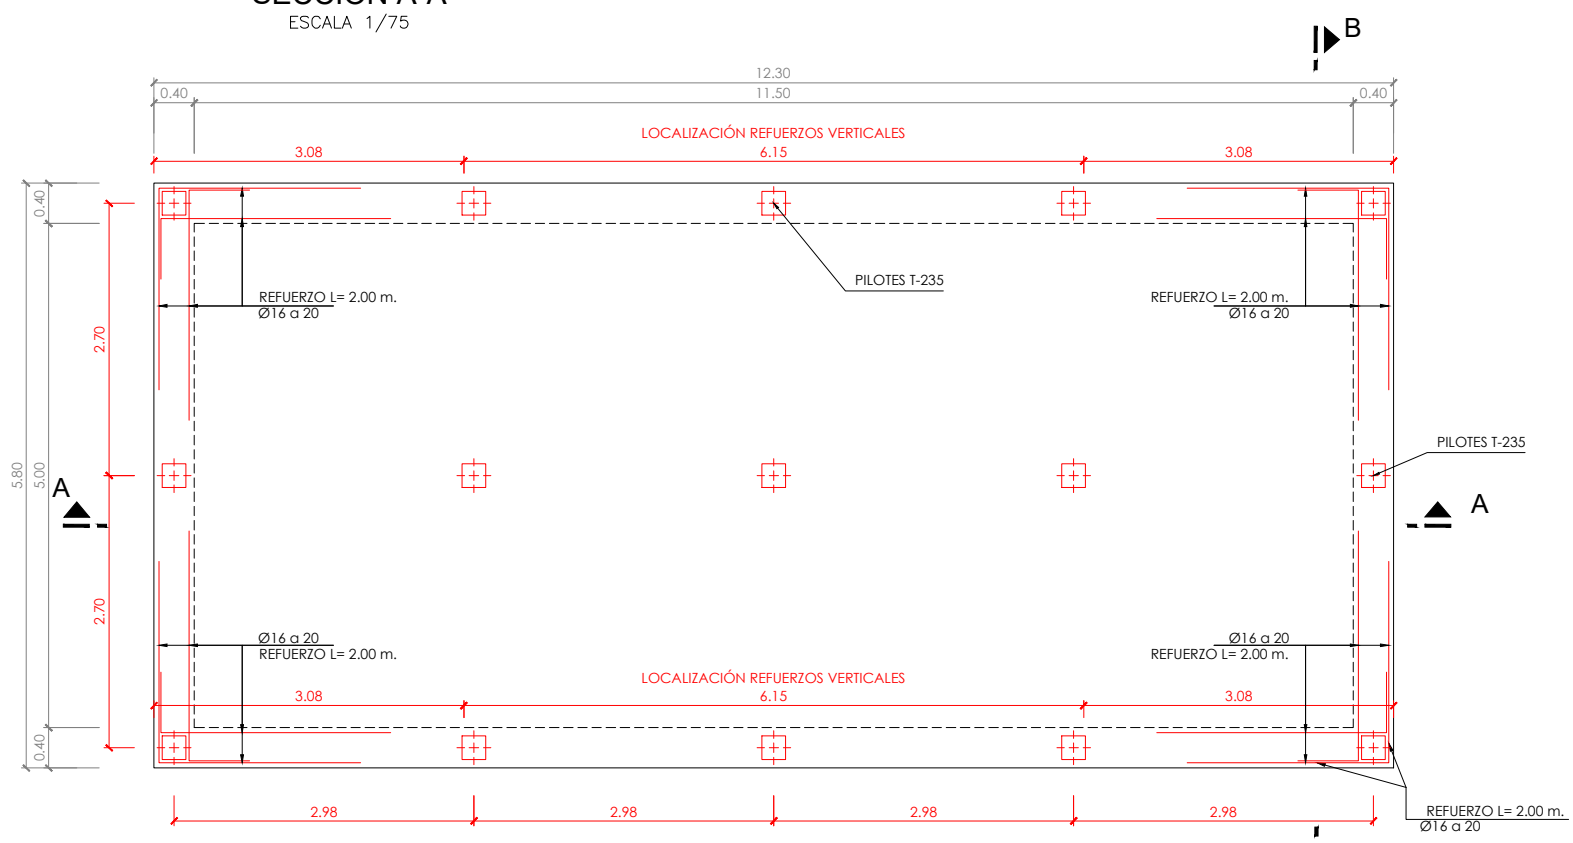 SECCIÓN A-A
ESCALA 1/75
B
12.30
0.40 11.50 0.40
LOCALIZACIÓN REFUERZOS VERTICALES
3.08 6.15 3.08
0.40
PILOTES T-235
REFUERZO L= 2.00 m.
Ø16 a 20
REFUERZO L= 2.00 m.
Ø16 a 20
2.70
PILOTES T-235
5.80
5.00
A
A
2.70
Ø16 a 20
REFUERZO L= 2.00 m.
Ø16 a 20
REFUERZO L= 2.00 m.
LOCALIZACIÓN REFUERZOS VERTICALES
3.08 6.15 3.08
0.40
2.98 2.98 2.98 2.98
REFUERZO L= 2.00 m.
Ø16 a 20